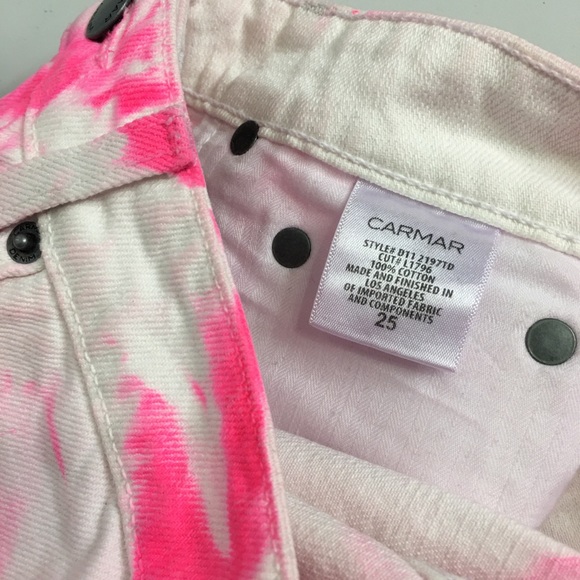 CARMAR
STYLE# D11 2197TD
CUT# L1796
100% COTTON
MADE AND FINISHED IN
LOS ANGELES
OF IMPORTED FABRIC
AND COMPONENTS
25